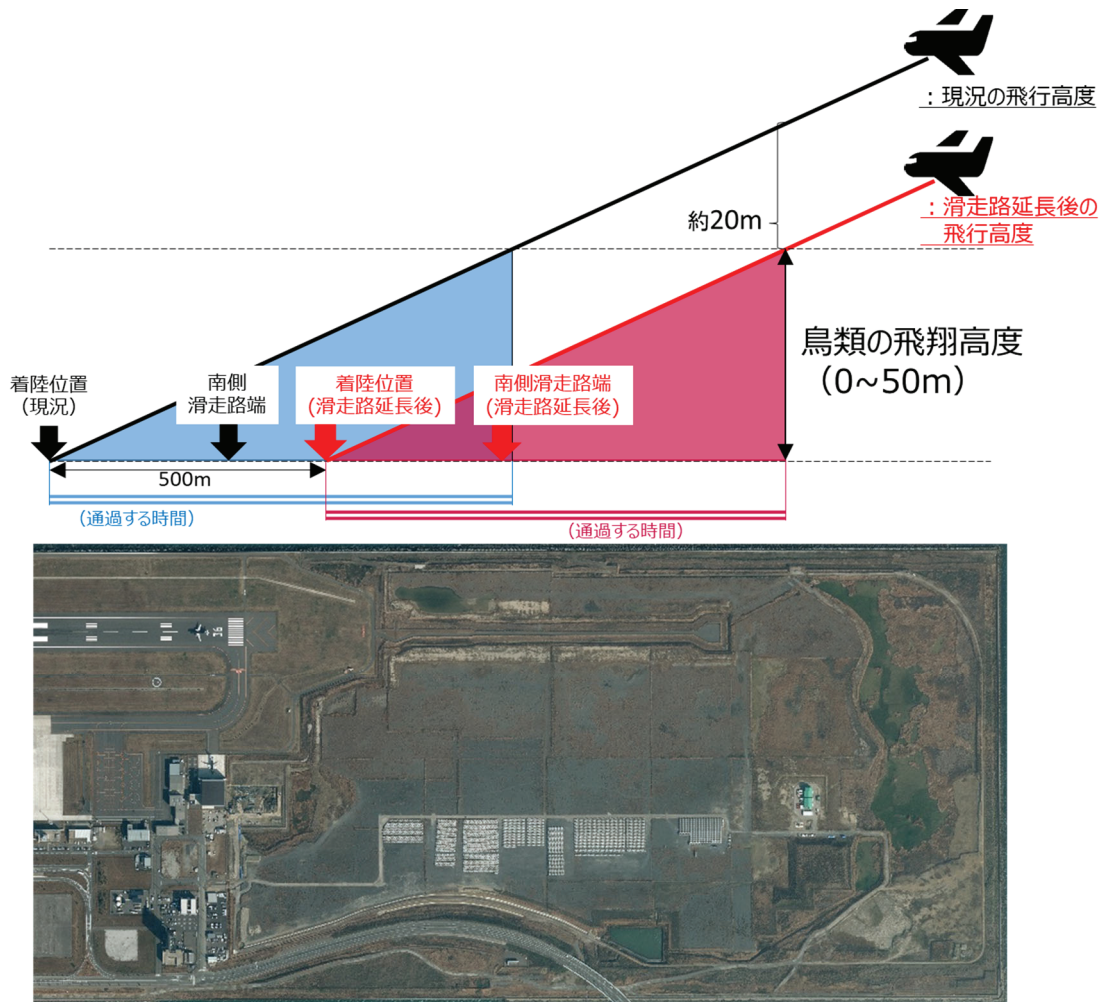 ：現況の飛行高度
：滑走路延長後の
飛行高度
約20m
鳥類の飛翔高度
（0~50m）
着陸位置
（現況）
南側
滑走路端
着陸位置
（滑走路延長後）
南側滑走路端
（滑走路延長後）
500m
（通過する時間）
（通過する時間）
16